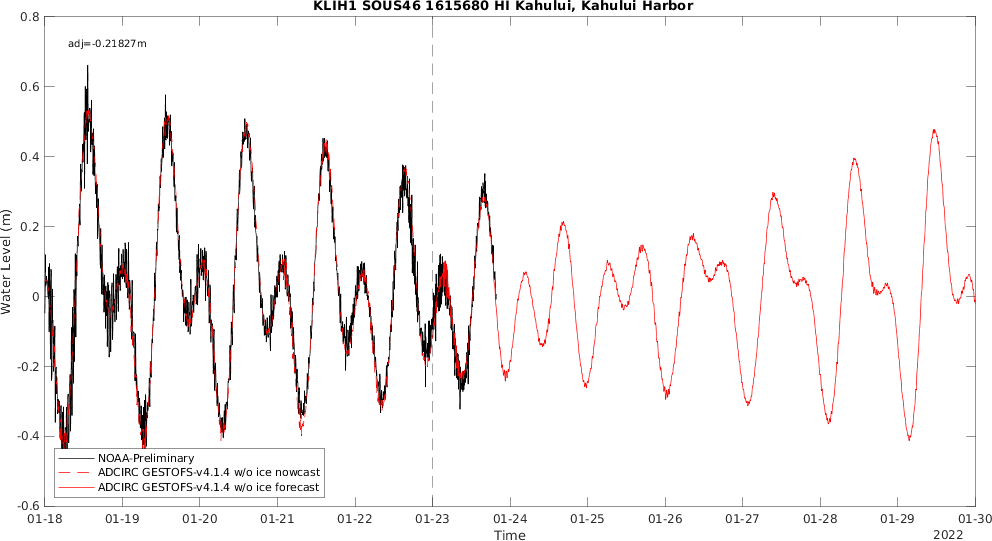 KLIH1 SOUS46 1615680 HI Kahului, Kahului Harbor
adj=-0.21827m
0.8
0.6
0.4
0.2
0
-0.2
-0.4
-0.6
Water Level (m)
NOAA-Preliminary
ADCIRC GESTOFS-v4.1.4 w/o ice nowcast
ADCIRC GESTOFS-v4.1.4 w/o ice forecast
01-18 01-19 01-20 01-21 01-22 01-23 01-24 01-25 01-26 01-27 01-28 01-29 01-30
Time
2022